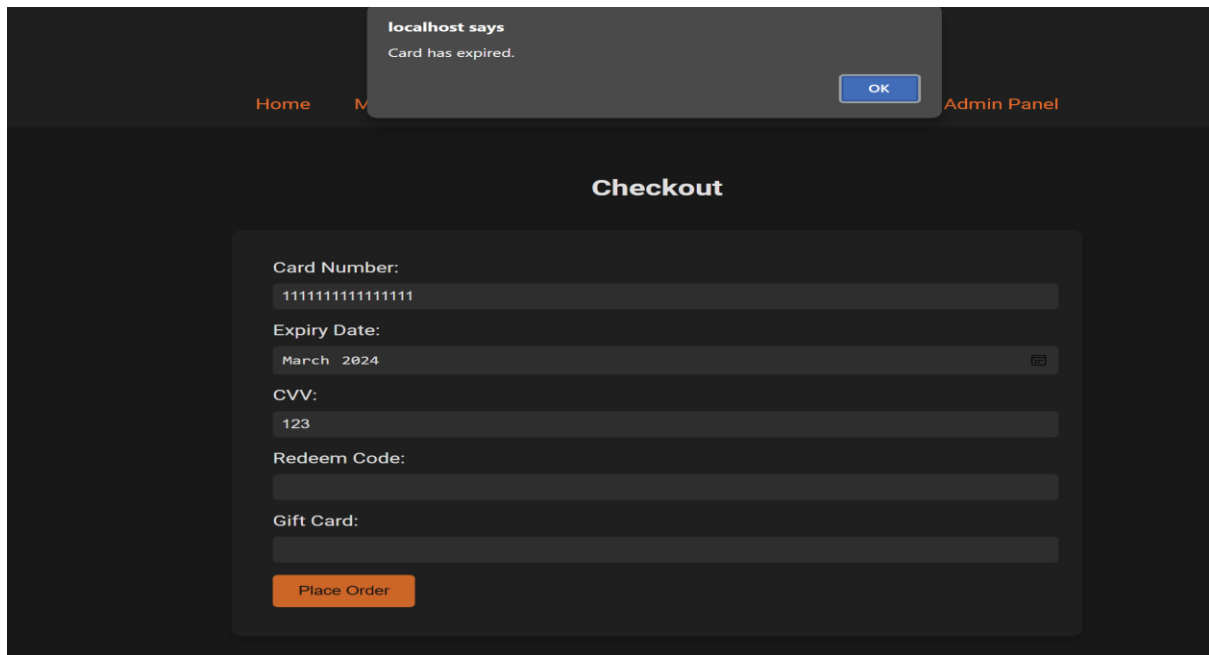 localhost says
Card has expired.
OK
Home M Admin Panel
Checkout
Card Number:
1111111111111111
Expiry Date:
March 2024
CVV:
123
Redeem Code:
Gift Card:
Place Order